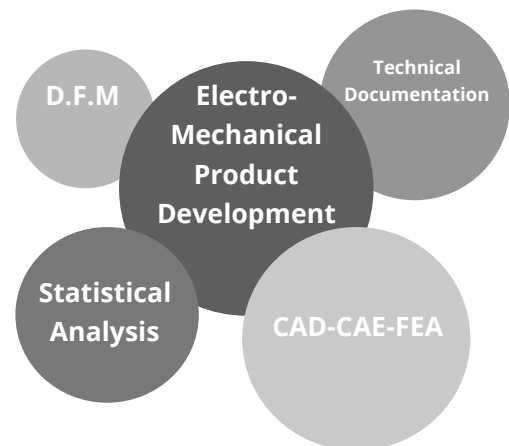 D.F.M
Electro-
Mechanical
Product
Development
Technical
Documentation
Statistical
Analysis
CAD-CAE-FEA